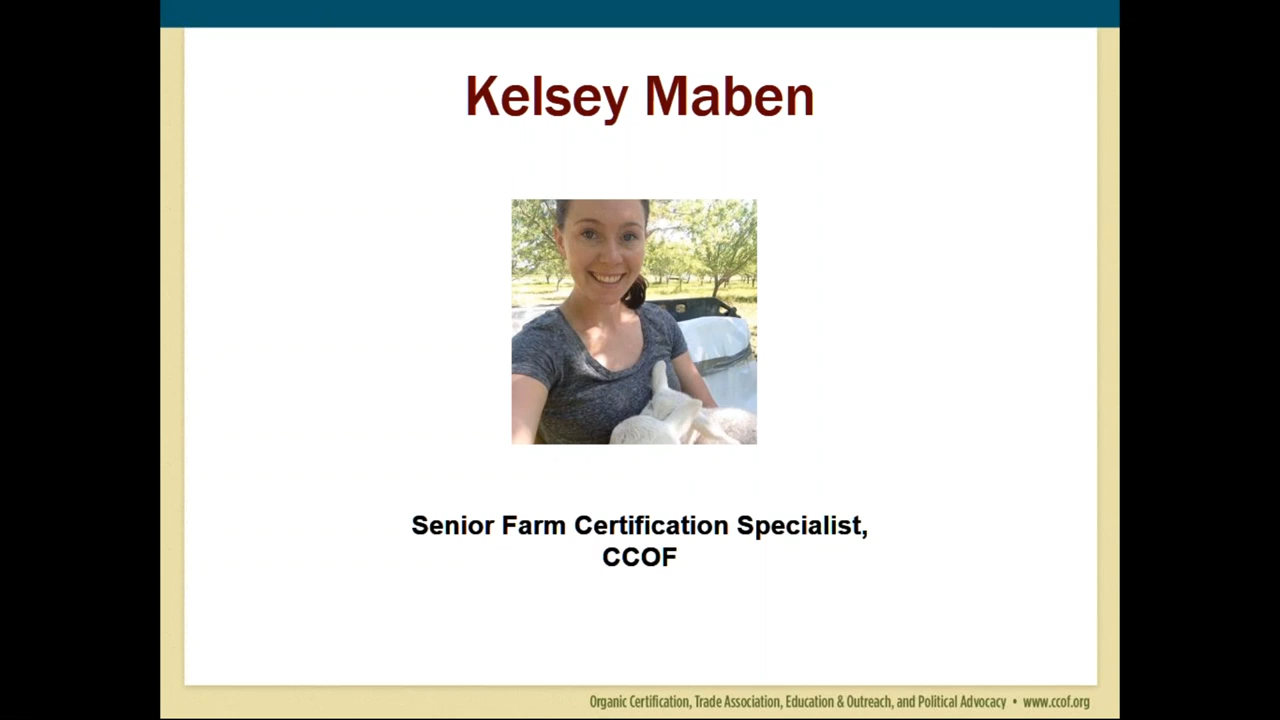 Kelsey Maben
Senior Farm Certification Specialist,
CCOF
Organic Certification, Trade Association, Education & Outreach, and Political Advocacy • www.ccof.org